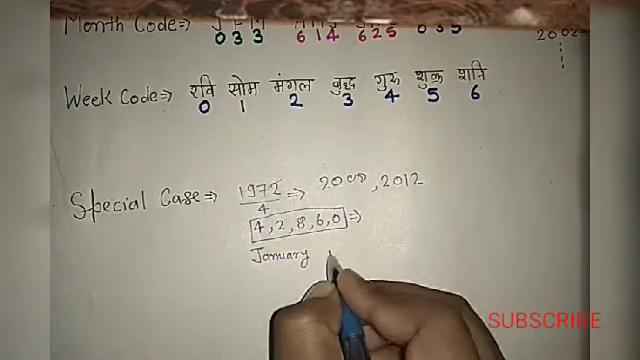 Month Code⇒ J F M
0 3 3 6 1 4 6 2 5 0 3 5
2002
Week Code⇒ रवि सोम मंगल बुद्ध गुरु शुक्र शनि
0 1 2 3 4 5 6
Special Case⇒ 1972/4 ⇒ 2000, 2012
4, 2, 8, 6, 0 ⇒
January
SUBSCRIBE